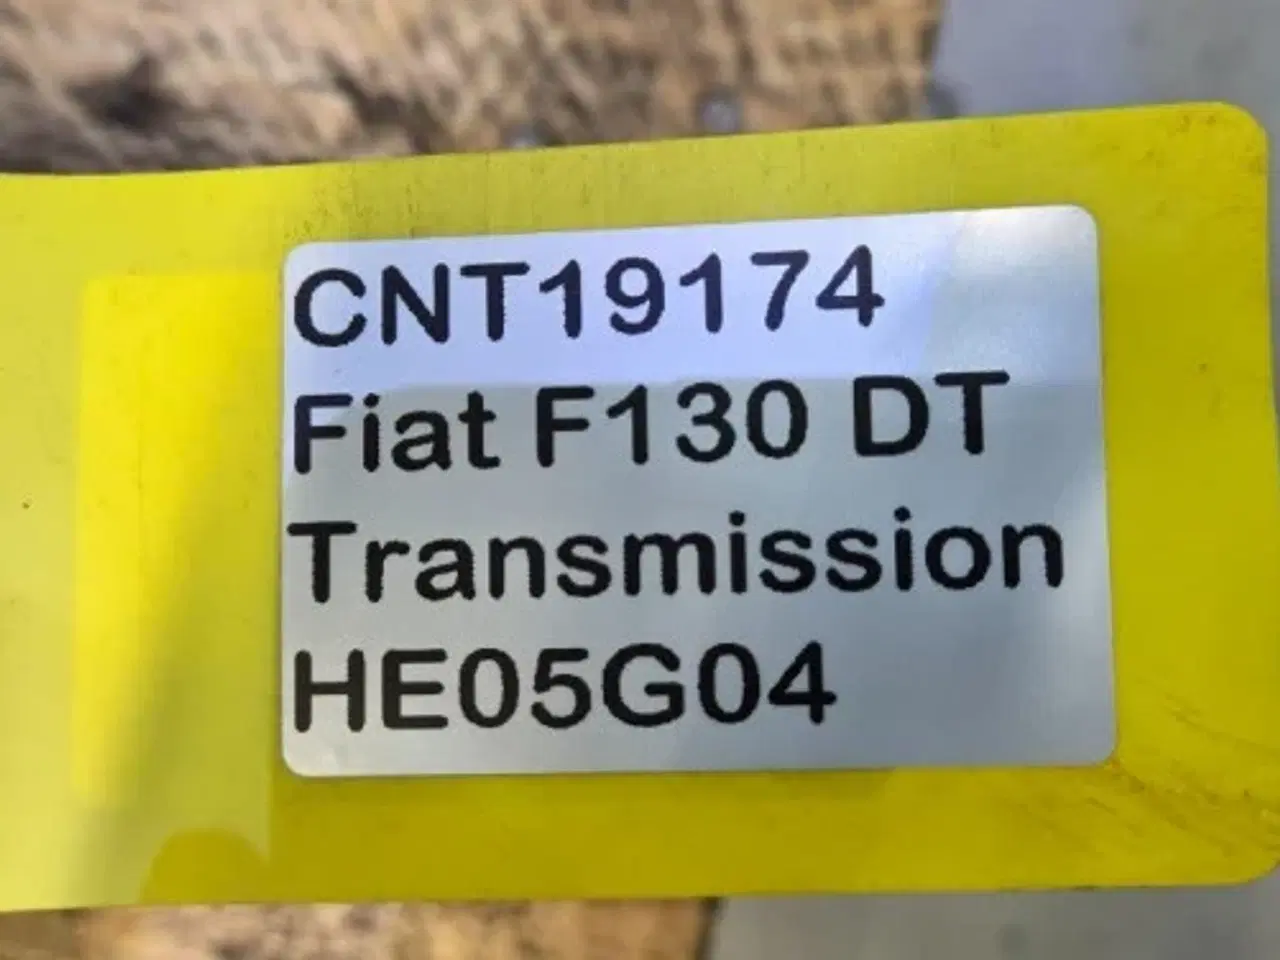 CNT19174
Fiat F130 DT
Transmission
HE05G04